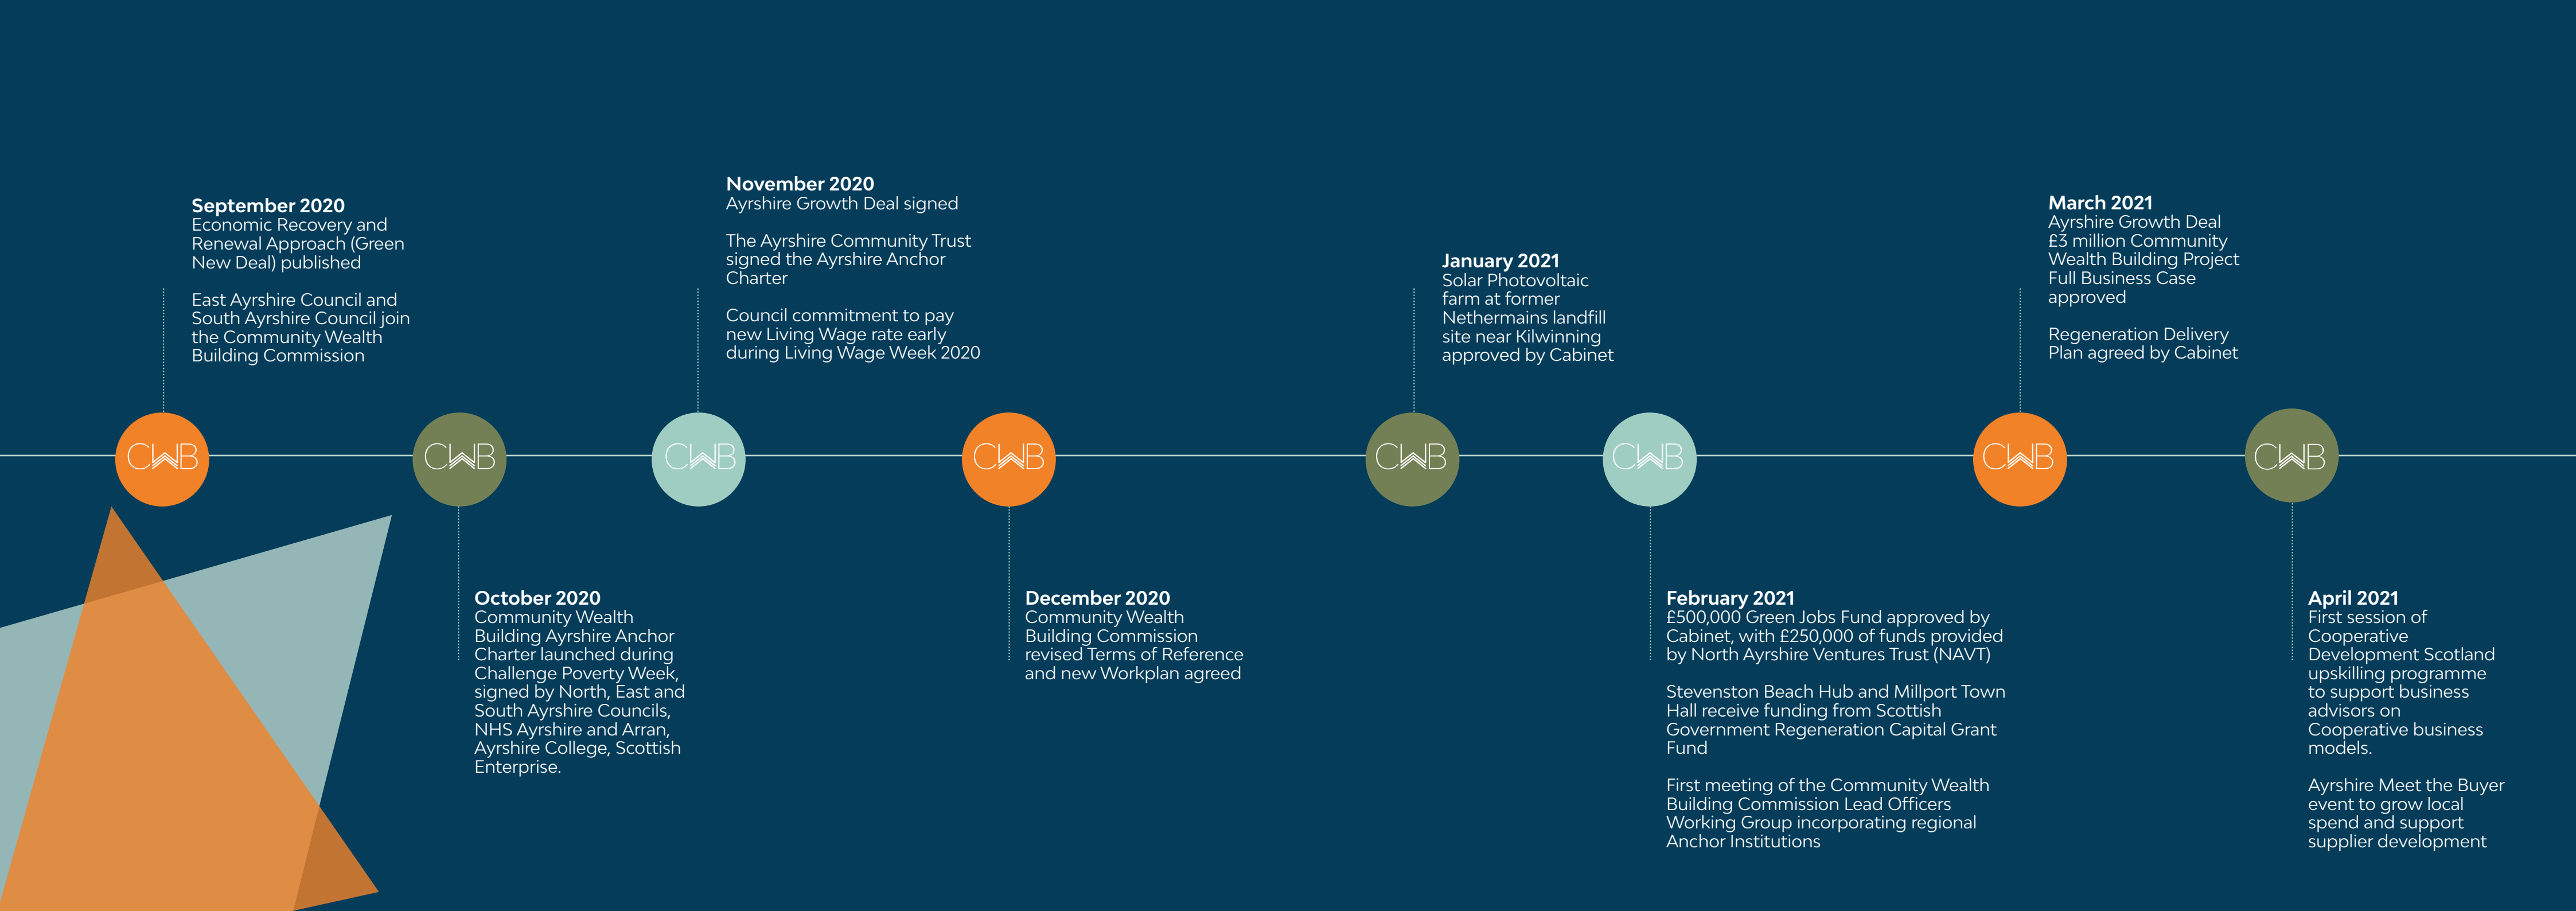 September 2020
Economic Recovery and
Renewal Approach (Green
New Deal) published
East Ayrshire Council and
South Ayrshire Council join
the Community Wealth
Building Commission
CWB
October 2020
Community Wealth
Building Ayrshire Anchor
Charter launched during
Challenge Poverty Week,
signed by North, East and
South Ayrshire Councils,
NHS Ayrshire and Arran,
Ayrshire College, Scottish
Enterprise.
CWB
November 2020
Ayrshire Growth Deal signed
The Ayrshire Community Trust
signed the Ayrshire Anchor
Charter
Council commitment to pay
new Living Wage rate early
during Living Wage Week 2020
CWB
December 2020
Community Wealth
Building Commission
revised Terms of Reference
and new Workplan agreed
CWB
January 2021
Solar Photovoltaic
farm at former
Nethermains landfill
site near Kilwinning
approved by Cabinet
CWB
February 2021
£500,000 Green Jobs Fund approved by
Cabinet, with £250,000 of funds provided
by North Ayrshire Ventures Trust (NAVT)
Stevenston Beach Hub and Millport Town
Hall receive funding from Scottish
Government Regeneration Capital Grant
Fund
First meeting of the Community Wealth
Building Commission Lead Officers
Working Group incorporating regional
Anchor Institutions
CWB
March 2021
Ayrshire Growth Deal
£3 million Community
Wealth Building Project
Full Business Case
approved
Regeneration Delivery
Plan agreed by Cabinet
CWB
April 2021
First session of
Cooperative
Development Scotland
upskilling programme
to support business
advisors on
Cooperative business
models.
Ayrshire Meet the Buyer
event to grow local
spend and support
supplier development
CWB